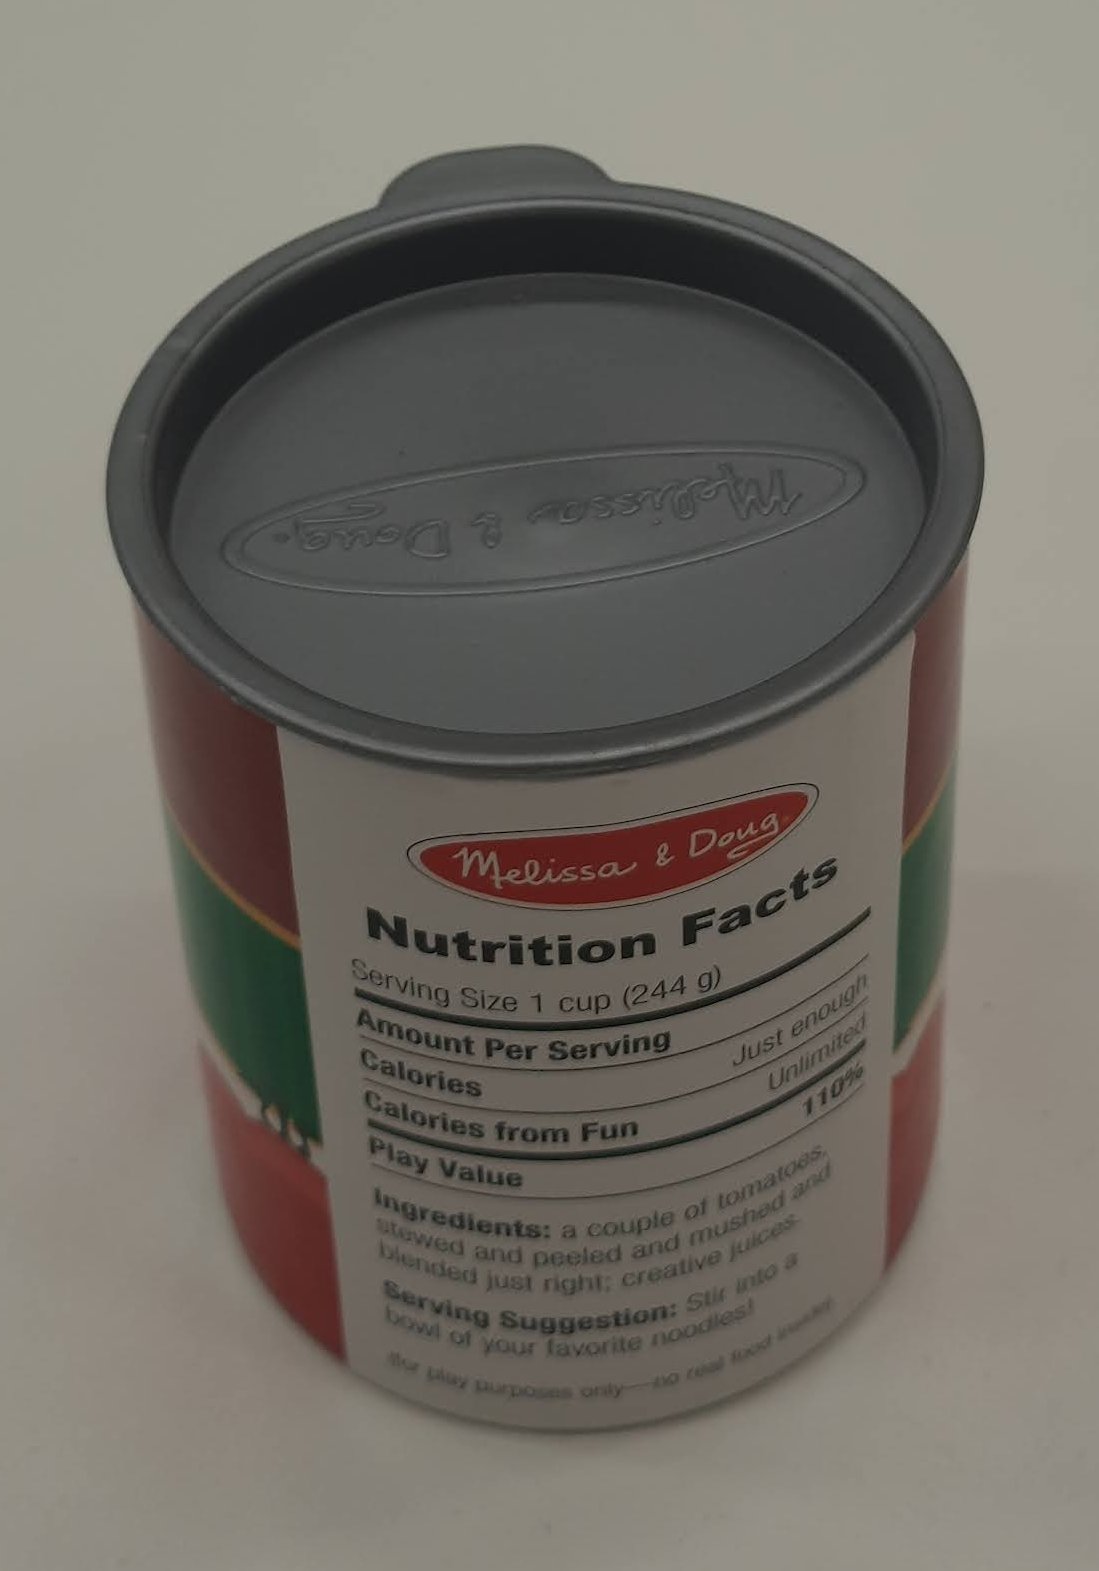 Melissa & Doug
Melissa & Doug
Nutrition Facts
Serving Size 1 cup (244 g)
Amount Per Serving
Calories Just enough
Calories from Fun Unlimited
Play Value 110%
Ingredients: a couple of tomatoes,
stewed and peeled and mushed and
blended just right; creative juices.
Serving Suggestion: Stir into a
bowl of your favorite noodles!
(for play purposes only—no real food inside)